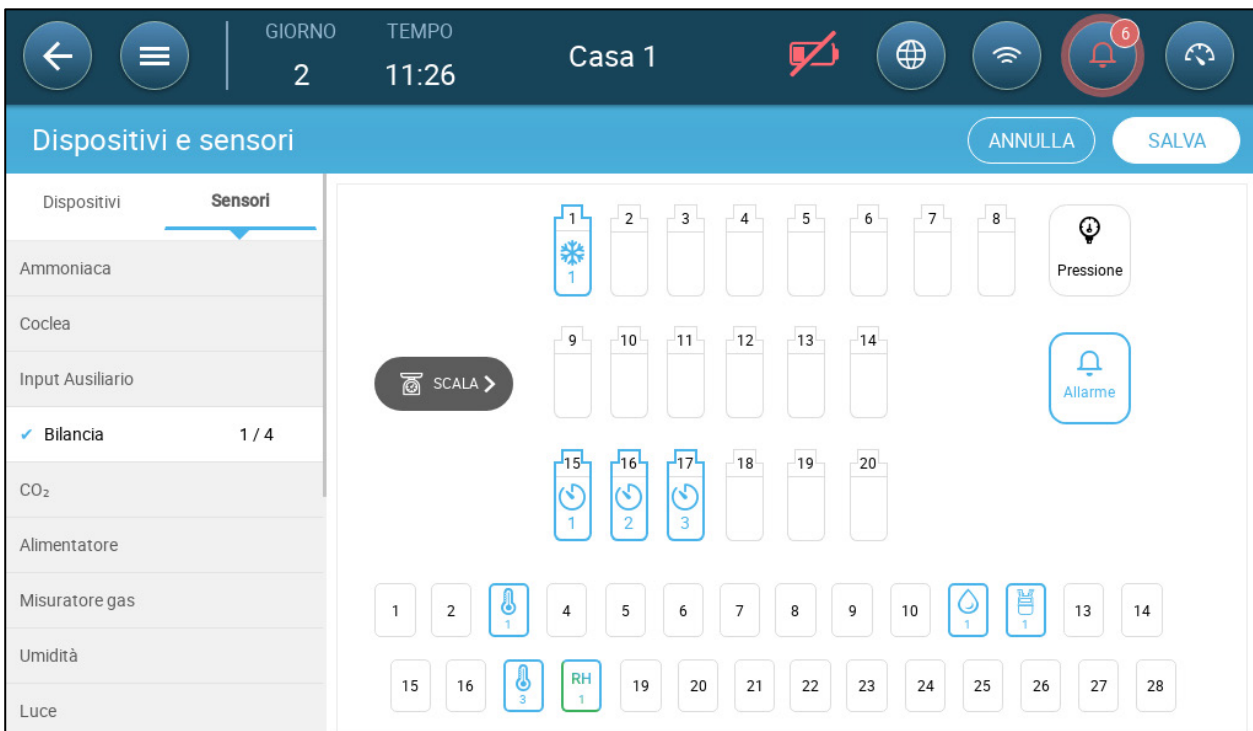 GIORNO TEMPO 6
2 11:26 Casa 1
Dispositivi e sensori ANNULLA SALVA
Dispositivi Sensori
Ammoniaca
Coclea
Input Ausiliario
✔ Bilancia 1 / 4
CO₂
Alimentatore
Misuratore gas
Umidità
Luce
1 2 3 4 5 6 7 8
1
Pressione
9 10 11 12 13 14
SCALA
Allarme
15 16 17 18 19 20
1 2 3
1 2 1 4 5 6 7 8 9 10 1 1 13 14
15 16 3 RH 1 19 20 21 22 23 24 25 26 27 28